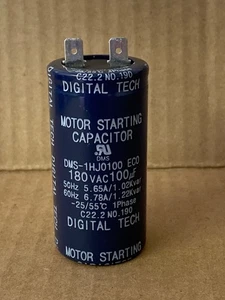 C22.2 NO.190
DIGITAL TECH
MOTOR STARTING
CAPACITOR
DMS
DMS-1HJ0100 ECO
180VAC100μF
50Hz 5.65A/1.02Kvar
60Hz 6.78A/1.22Kvar
-25/55℃ 1Phase
C22.2 NO.190
DIGITAL TECH
MOTOR STARTING